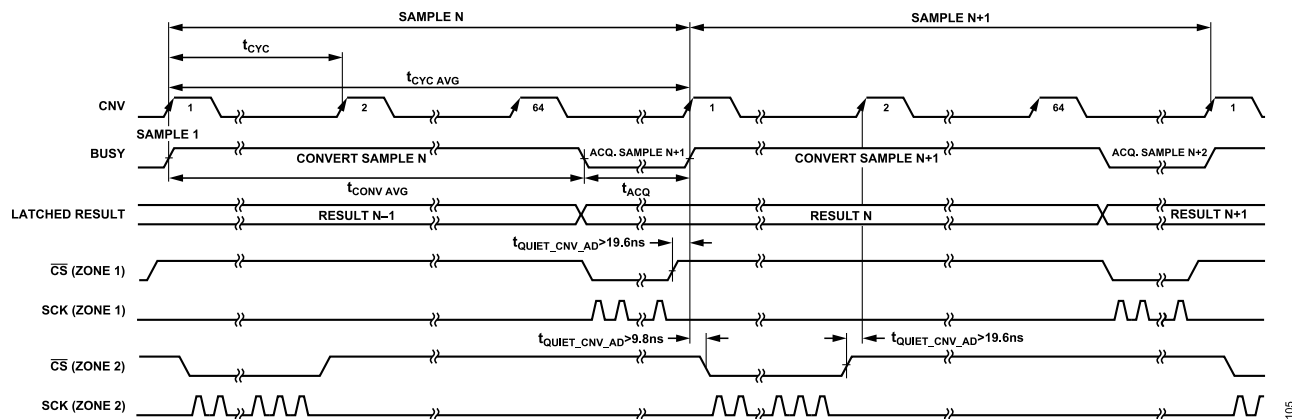 SAMPLE N
SAMPLE N+1
tCYC
tCYC AVG
CNV
1
2
64
1
2
64
1
SAMPLE 1
BUSY
CONVERT SAMPLE N
ACQ. SAMPLE N+1
CONVERT SAMPLE N+1
ACQ. SAMPLE N+2
tCONV AVG
tACQ
LATCHED RESULT
RESULT N–1
RESULT N
RESULT N+1
tQUIET_CNV_AD>19.6ns
CS (ZONE 1)
SCK (ZONE 1)
tQUIET_CNV_AD>9.8ns
tQUIET_CNV_AD>19.6ns
CS (ZONE 2)
SCK (ZONE 2)
105